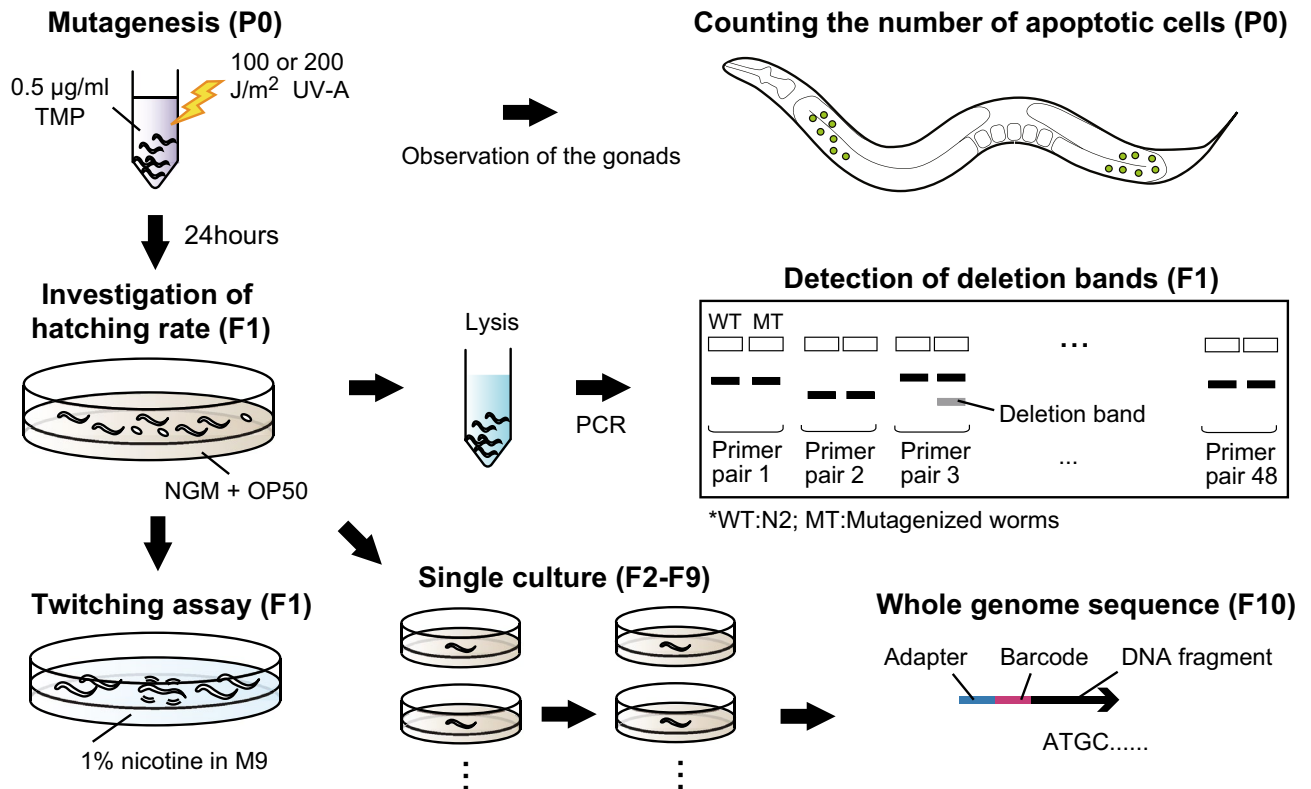 Mutagenesis (P0)
0.5 µg/ml
TMP
100 or 200
J/m² UV-A
Observation of the gonads
Counting the number of apoptotic cells (P0)
24hours
Investigation of
hatching rate (F1)
NGM + OP50
Lysis
PCR
Detection of deletion bands (F1)
WT MT
...
Deletion band
Primer
pair 1
Primer
pair 2
Primer
pair 3
...
Primer
pair 48
*WT:N2; MT:Mutagenized worms
Twitching assay (F1)
1% nicotine in M9
Single culture (F2-F9)
Whole genome sequence (F10)
Adapter
Barcode
DNA fragment
ATGC......